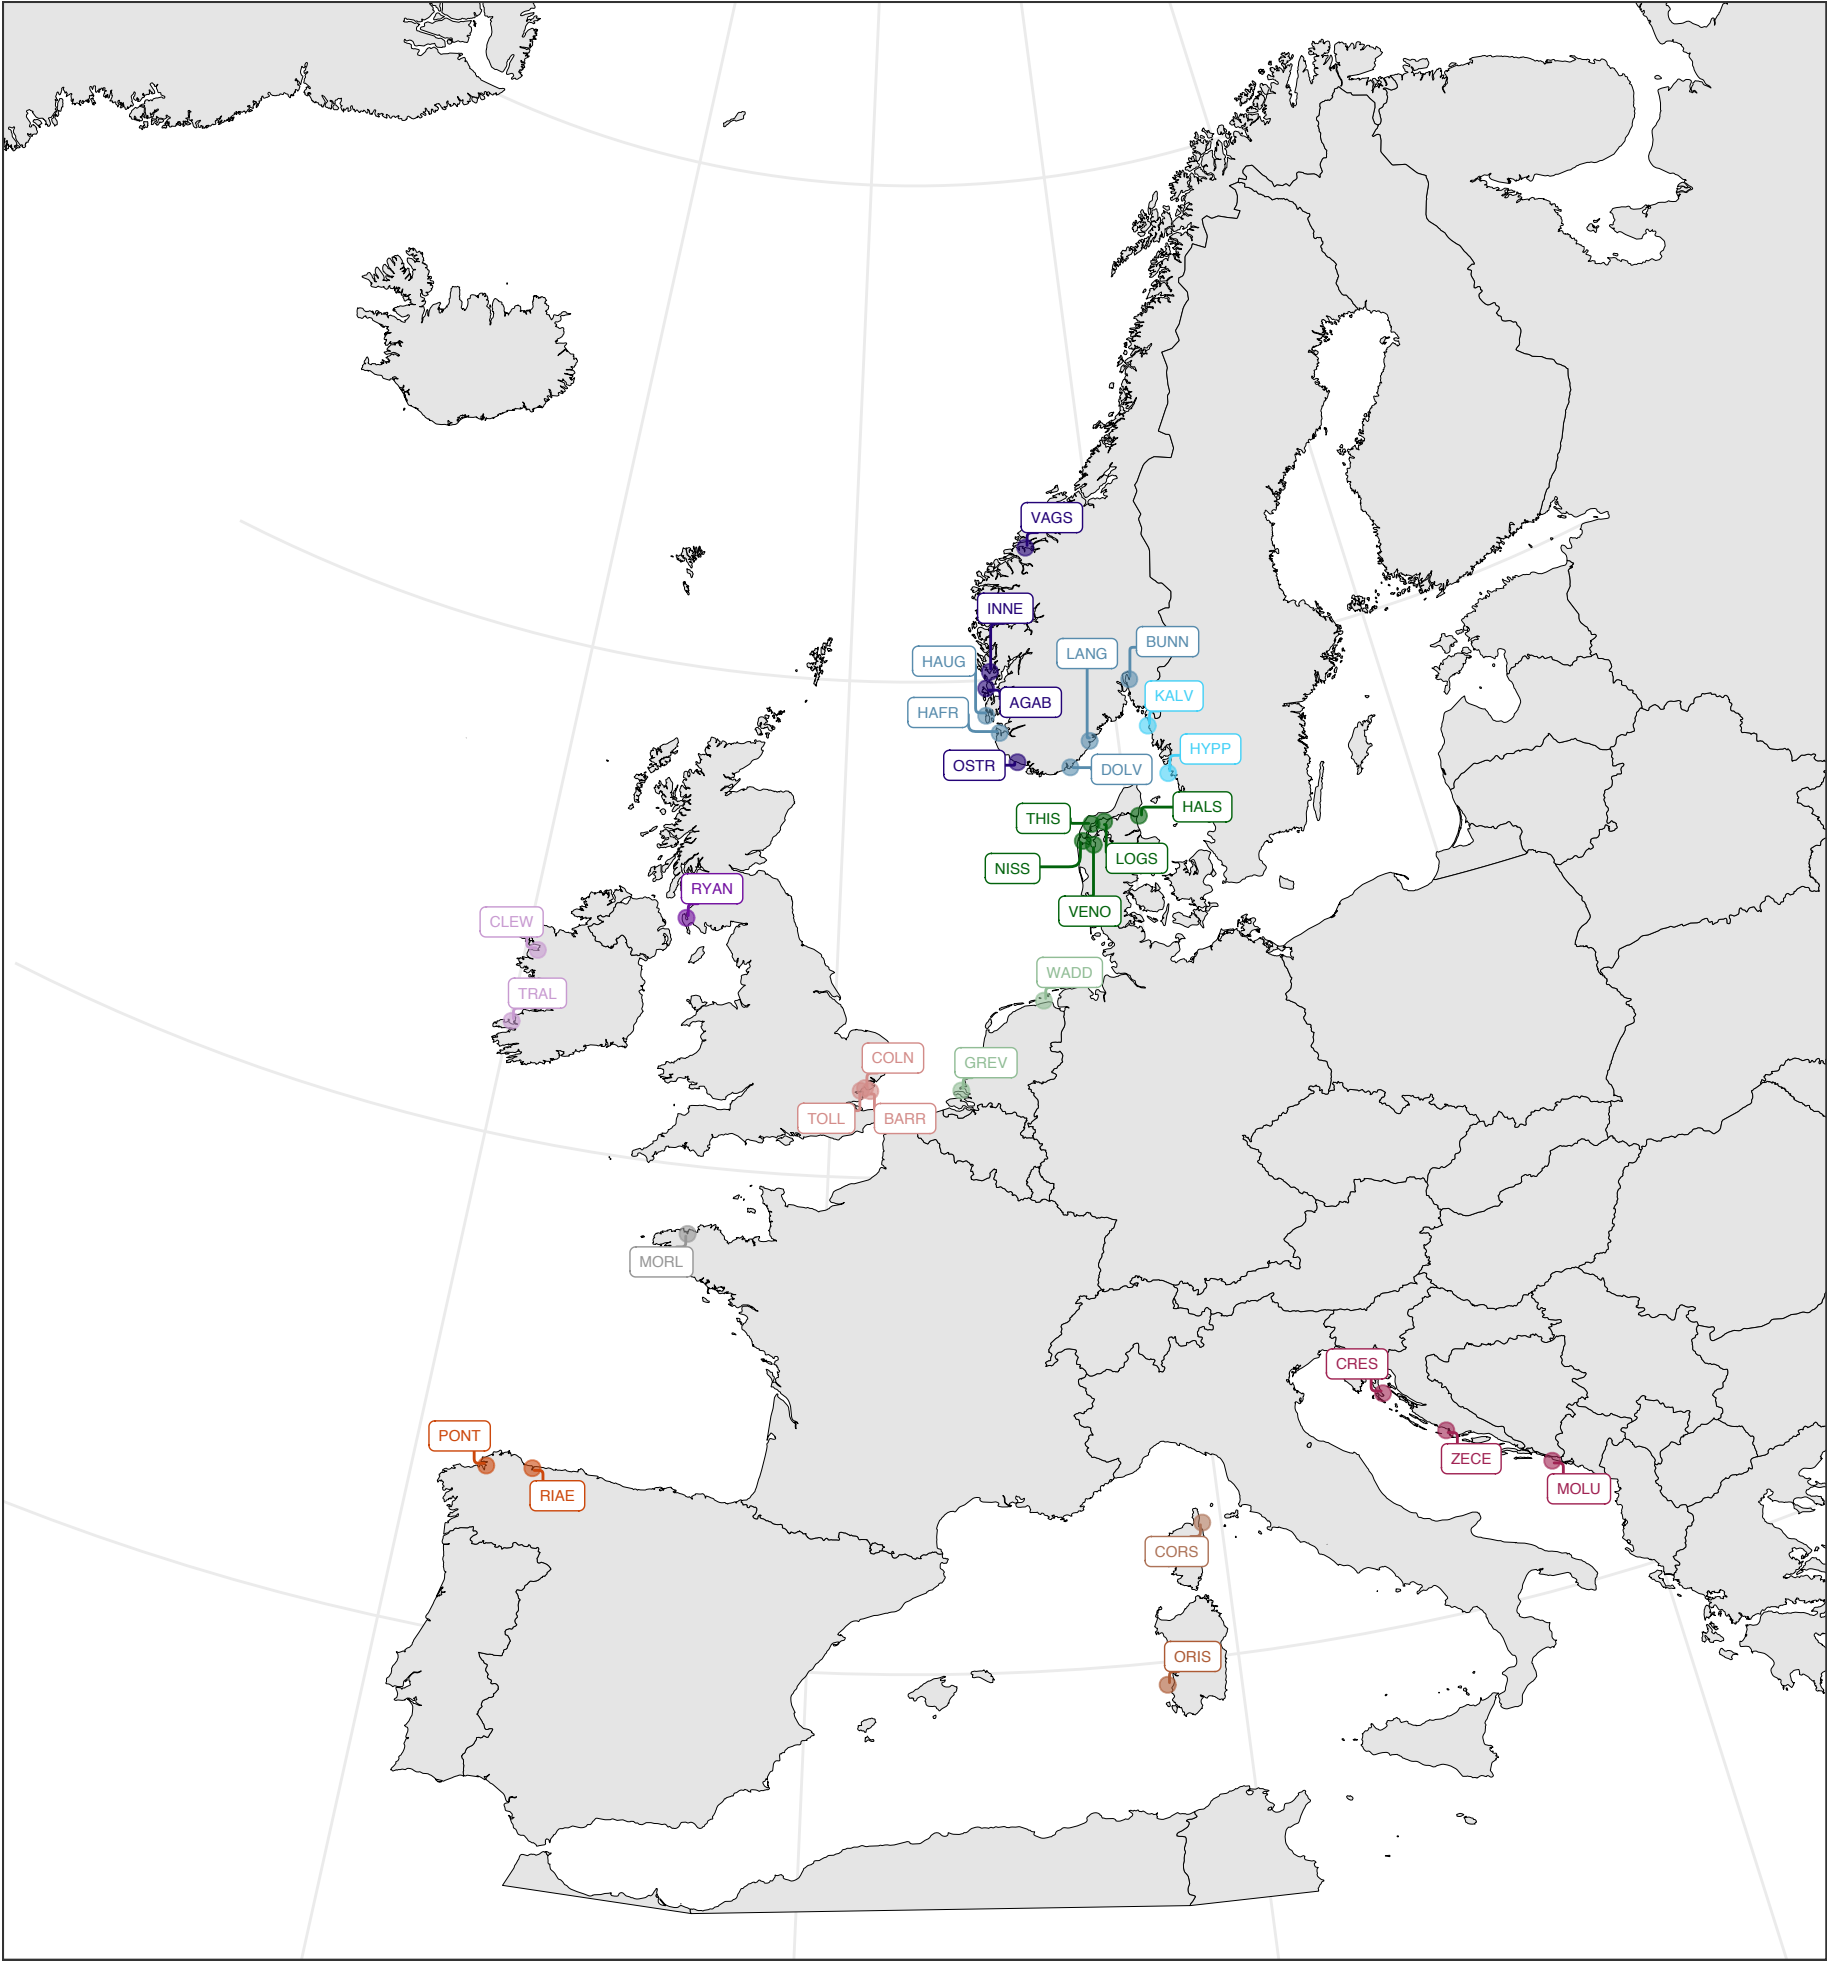 VAGS
INNE
BUNN
LANG
HAUG
KALV
AGAB
HAFR
HYPP
OSTR
DOLV
HALS
THIS
LOGS
NISS
RYAN
VENO
CLEW
WADD
TRAL
COLN
GREV
TOLL
BARR
MORL
CRES
PONT
ZECE
MOLU
RIAE
CORS
ORIS